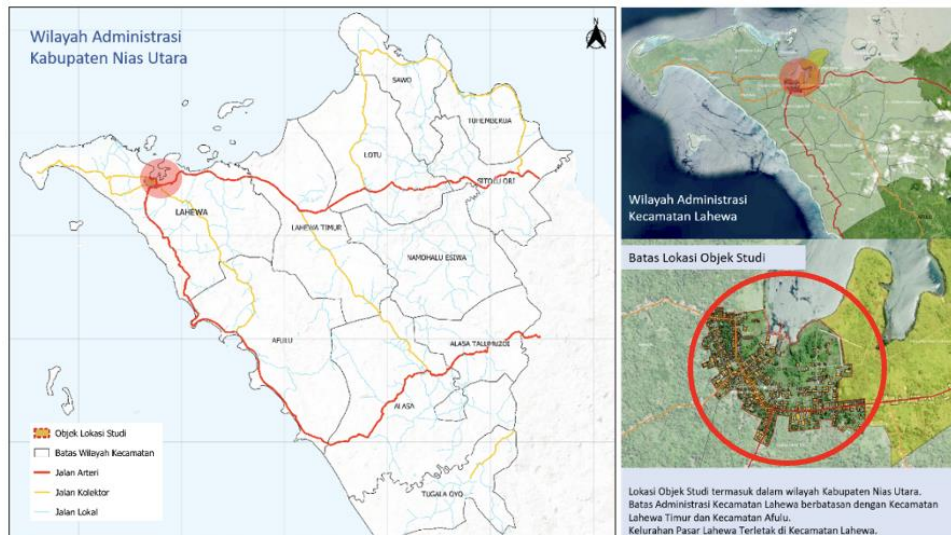 Wilayah Administrasi
Kabupaten Nias Utara
N
SAWO
TUHEMBERUA
LOTU
SITOLU ORI
LAHEWA
LAHEWA TIMUR
NAMOHALU ESIWA
AFULU
ALASA TALUMUZOI
ALASA
TUGALA OYO
Objek Lokasi Studi
Batas Wilayah Kecamatan
Jalan Arteri
Jalan Kolektor
Jalan Lokal
Wilayah Administrasi
Kecamatan Lahewa
Batas Lokasi Objek Studi
Lokasi Objek Studi termasuk dalam wilayah Kabupaten Nias Utara.
Batas Administrasi Kecamatan Lahewa berbatasan dengan Kecamatan
Lahewa Timur dan Kecamatan Afulu.
Kelurahan Pasar Lahewa Terletak di Kecamatan Lahewa.